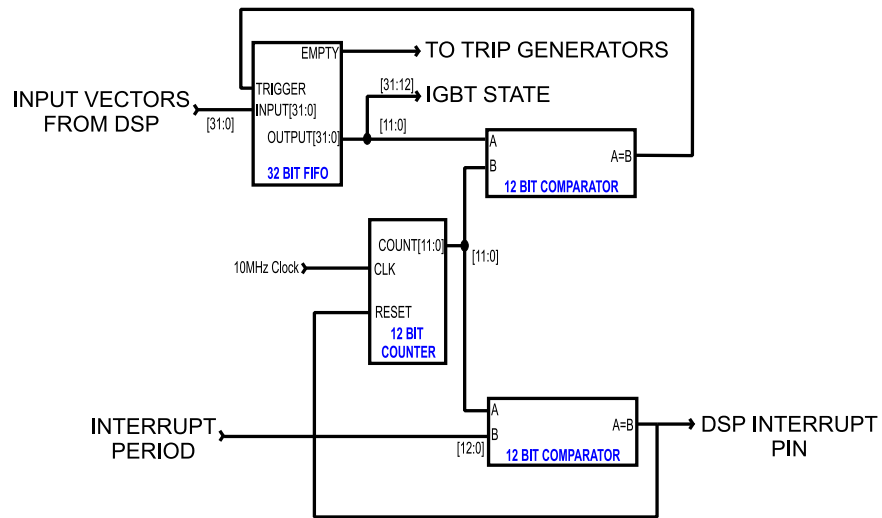 EMPTY
TO TRIP GENERATORS
TRIGGER
[31:12]
IGBT STATE
INPUT VECTORS
FROM DSP
[31:0]
INPUT[31:0]
OUTPUT[31:0]
[11:0]
32 BIT FIFO
A
B
A=B
12 BIT COMPARATOR
COUNT[11:0]
[11:0]
10MHz Clock
CLK
RESET
12 BIT
COUNTER
INTERRUPT
PERIOD
[12:0]
A
B
A=B
12 BIT COMPARATOR
DSP INTERRUPT
PIN